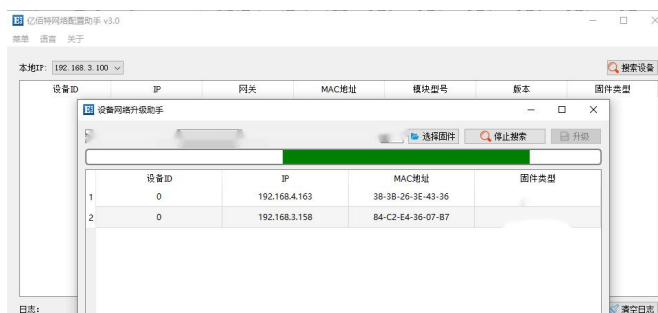 亿佰特网络配置助手 v3.0
菜单 语言 关于
本地IP: 192.168.3.100 搜索设备
设备ID IP 网关 MAC地址 模块型号 版本 固件类型
设备网络升级助手
选择固件 停止搜索 升级
设备ID IP MAC地址 固件类型
1 0 192.168.4.163 38-3B-26-3E-43-36
2 0 192.168.3.158 84-C2-E4-36-07-B7
日志: 清空日志